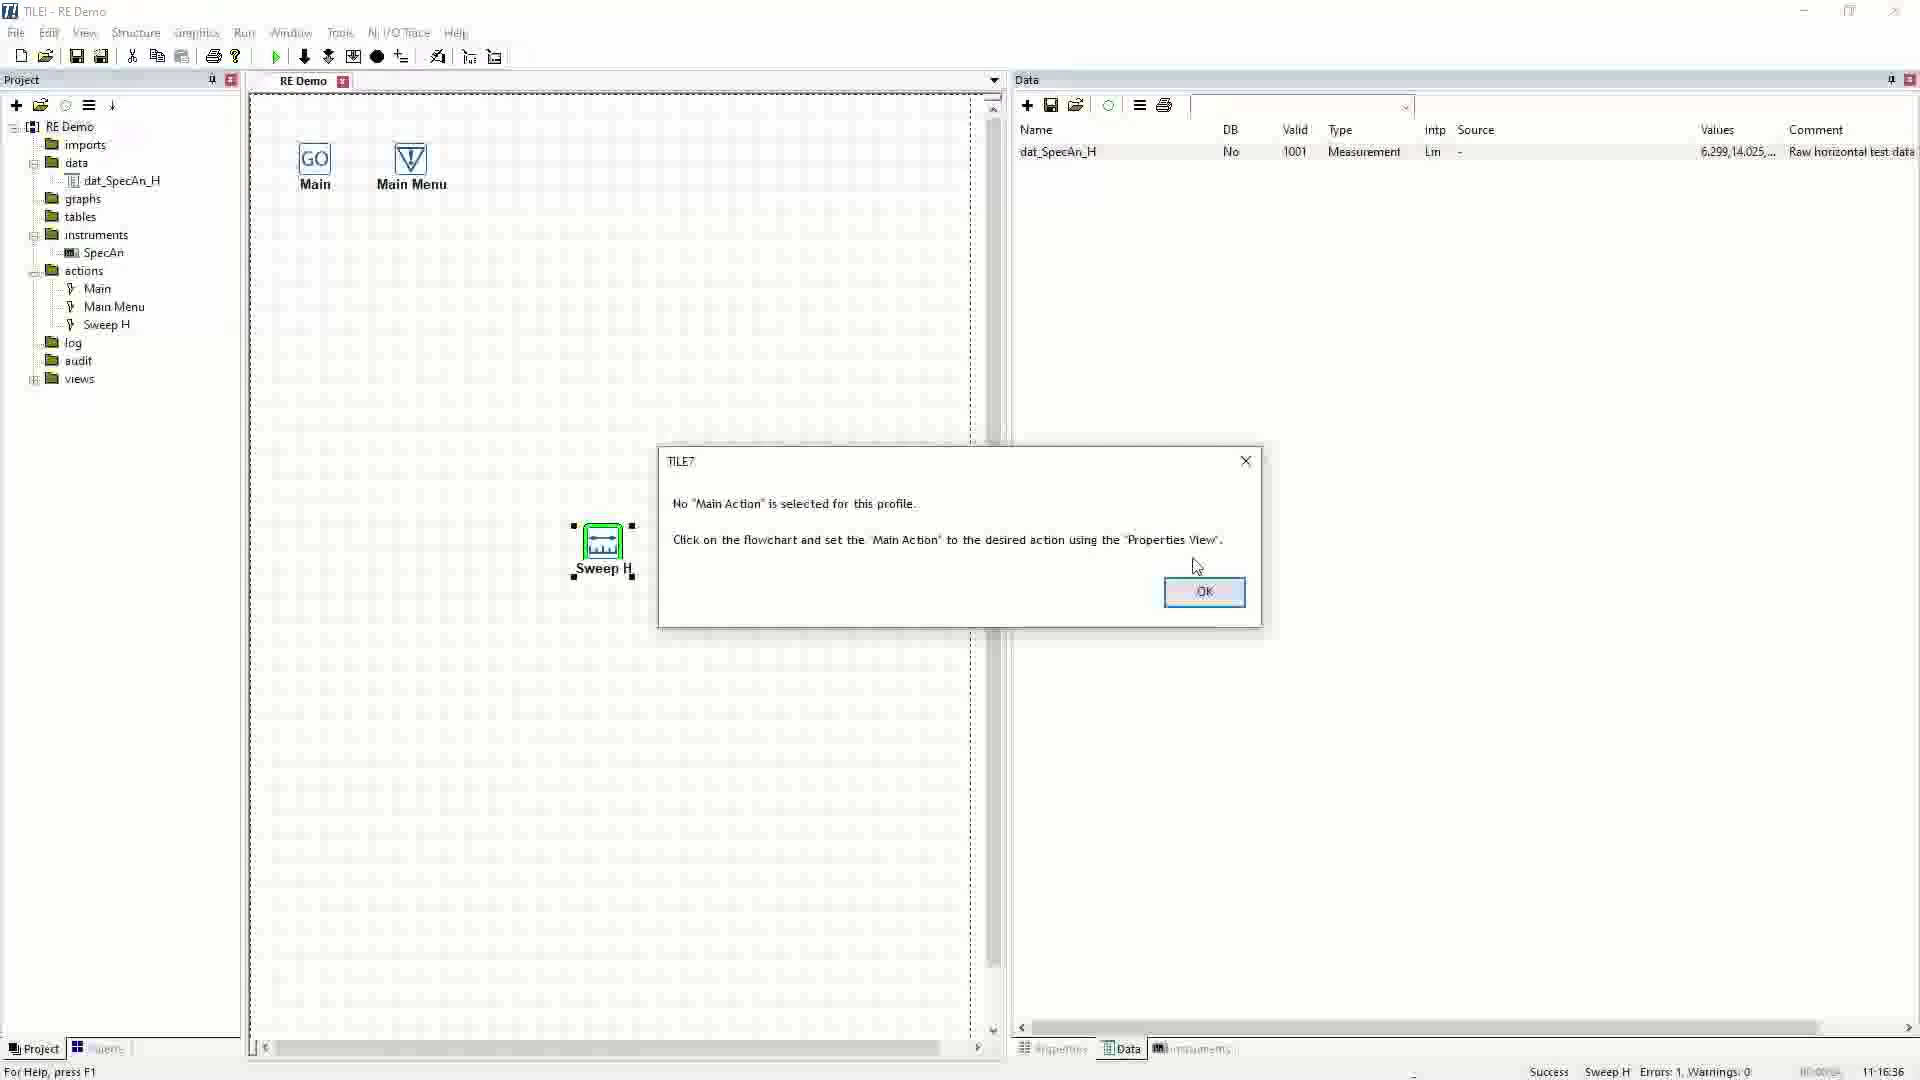 TILE! - RE Demo
File Edit View Structure Graphics Run Window Tools NI I/O Trace Help
Project
RE Demo
Data
RE Demo
imports
data
dat_SpecAn_H
graphs
tables
instruments
SpecAn
actions
Main
Main Menu
Sweep H
log
audit
views
GO
Main
Main Menu
Sweep H
Name DB Valid Type Intp Source Values Comment
dat_SpecAn_H No 1001 Measurement Lin - 6.299,14.025,... Raw horizontal test data
TILE7
No "Main Action" is selected for this profile.
Click on the flowchart and set the "Main Action" to the desired action using the "Properties View".
OK
Project
Properties Data Instruments
For Help, press F1
Success Sweep H Errors: 1, Warnings: 0 11:16:36